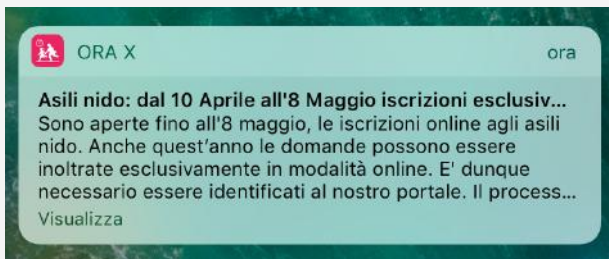 ORA X
ora
Asili nido: dal 10 Aprile all'8 Maggio iscrizioni esclusiv...
Sono aperte fino all'8 maggio, le iscrizioni online agli asili
nido. Anche quest'anno le domande possono essere
inoltrate esclusivamente in modalità online. E' dunque
necessario essere identificati al nostro portale. Il process...
Visualizza